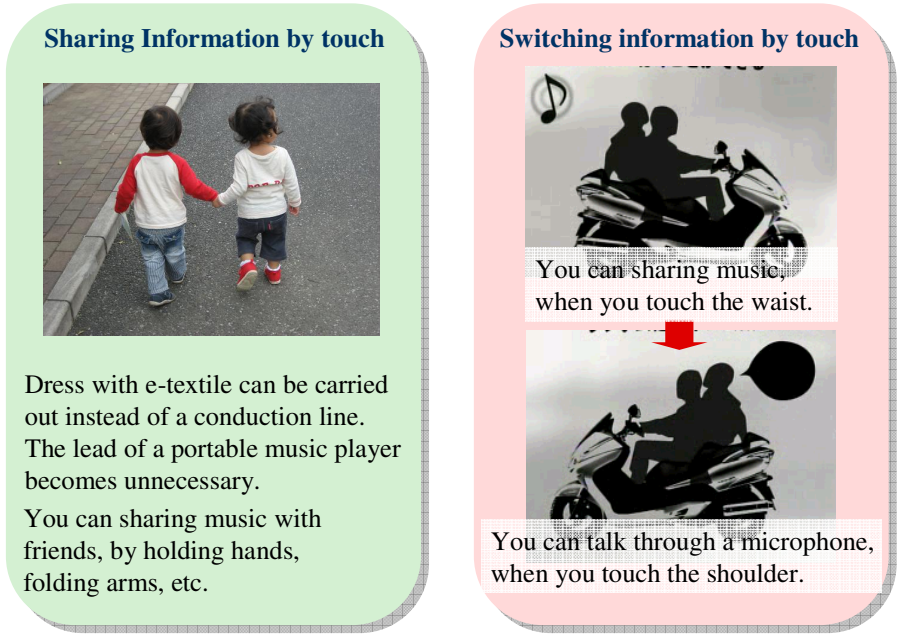 Sharing Information by touch
Dress with e-textile can be carried
out instead of a conduction line.
The lead of a portable music player
becomes unnecessary.
You can sharing music with
friends, by holding hands,
folding arms, etc.
Switching information by touch
You can sharing music,
when you touch the waist.
You can talk through a microphone,
when you touch the shoulder.